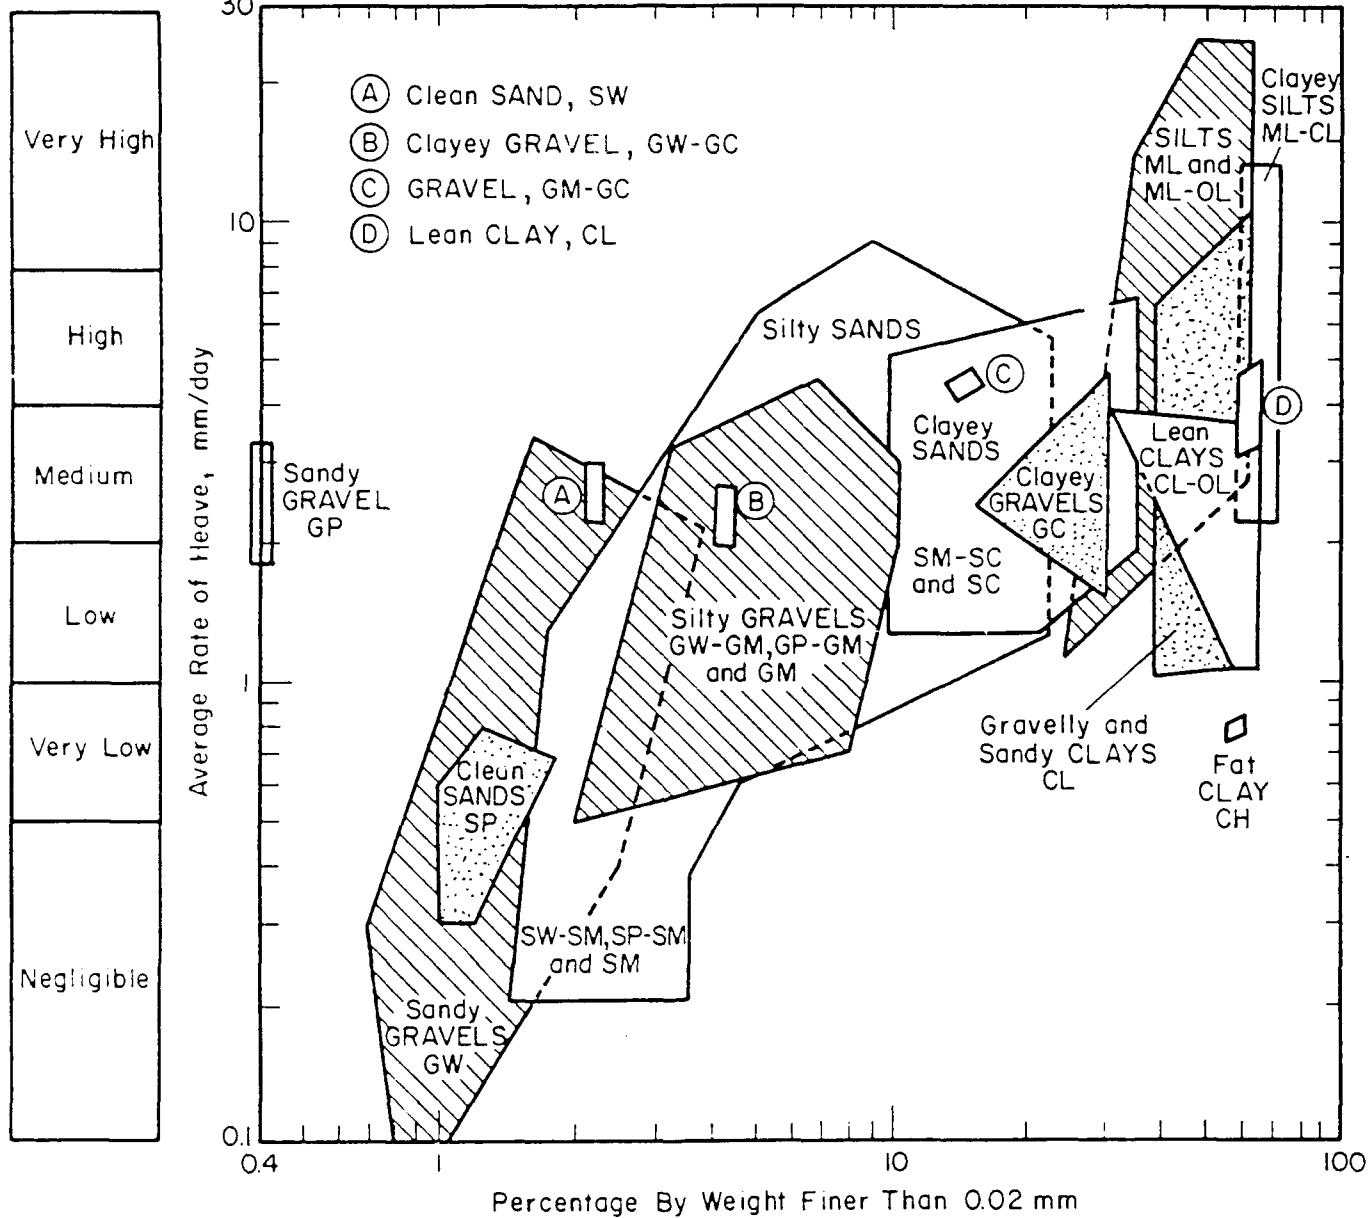 30
Very High
High
Medium
Low
Very Low
Negligible
Average Rate of Heave, mm/day
10
1
0.1
A Clean SAND, SW
B Clayey GRAVEL, GW-GC
C GRAVEL, GM-GC
D Lean CLAY, CL
Clayey
SILTS
ML-CL
SILTS
ML and
ML-OL
Silty SANDS
C
Clayey
SANDS
D
Lean
CLAYS
CL-OL
Sandy
GRAVEL
GP
A
B
Clayey
GRAVELS
GC
SM-SC
and SC
Silty GRAVELS
GW-GM, GP-GM
and GM
Gravelly and
Sandy CLAYS
CL
Fat
CLAY
CH
Clean
SANDS
SP
SW-SM, SP-SM
and SM
Sandy
GRAVELS
GW
0.4
1
10
100
Percentage By Weight Finer Than 0.02 mm